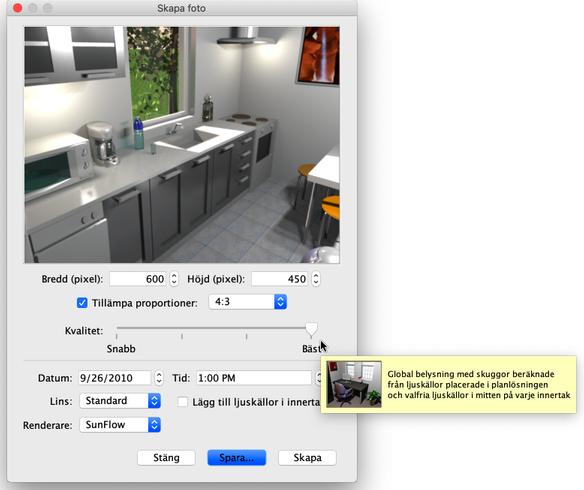 Skapa foto
Bredd (pixel): 600 Höjd (pixel): 450
Tillämpa proportioner: 4:3
Kvalitet:
Snabb Bäst
Datum: 9/26/2010 Tid: 1:00 PM
Global belysning med skuggor beräknade
från ljuskällor placerade i planlösningen
och valfria ljuskällor i mitten på varje innertak
Lins: Standard Lägg till ljuskällor i innerta
Renderare: SunFlow
Stäng Spara... Skapa